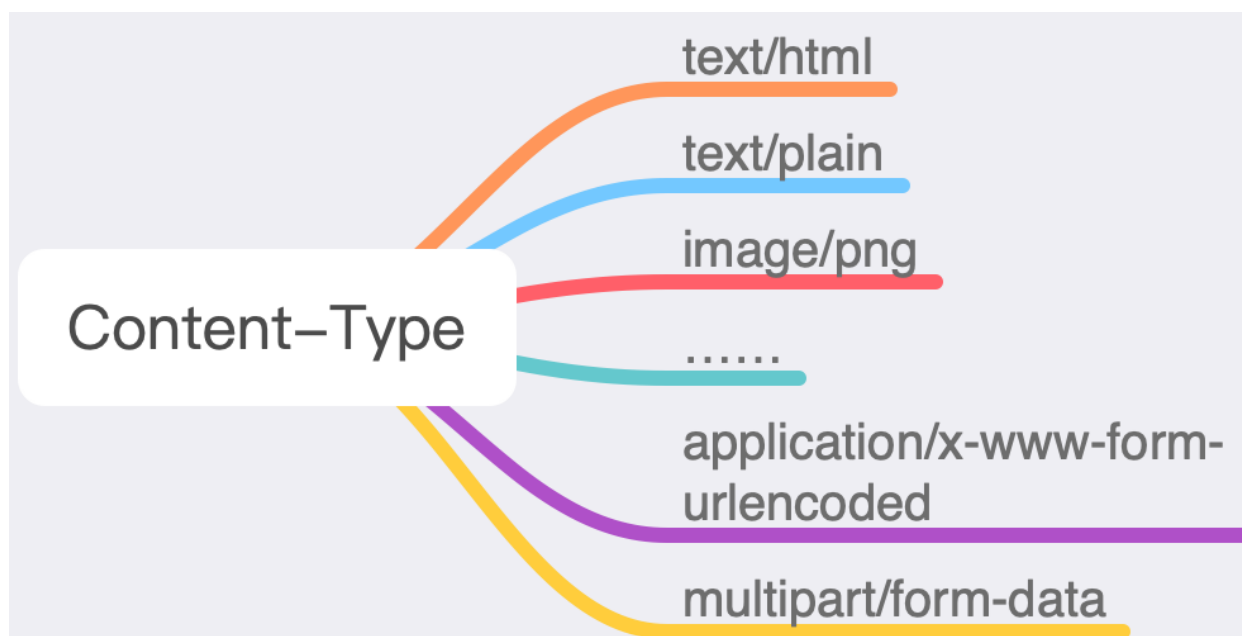 text/html
text/plain
image/png
Content–Type
......
application/x-www-form-
urlencoded
multipart/form-data